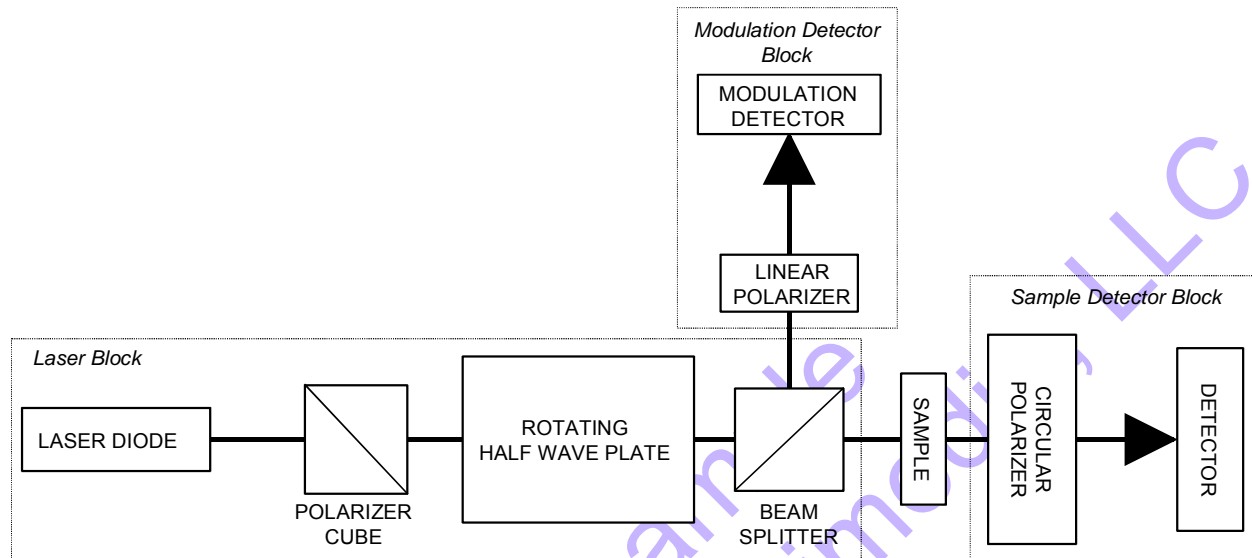 Modulation Detector
Block
MODULATION
DETECTOR
LINEAR
POLARIZER
Sample Detector Block
Laser Block
LASER DIODE
POLARIZER
CUBE
ROTATING
HALF WAVE PLATE
BEAM
SPLITTER
SAMPLE
CIRCULAR
POLARIZER
DETECTOR
LLC